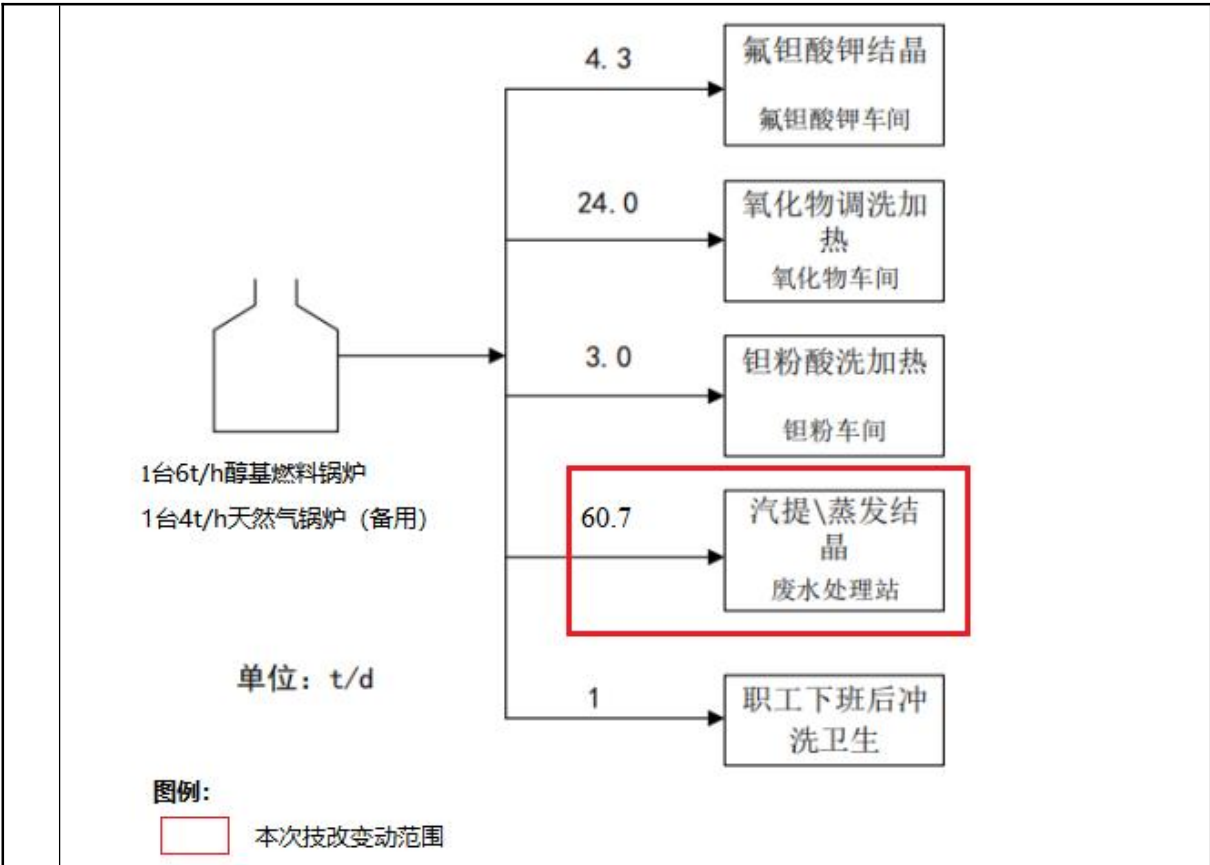 4.3
氟钽酸钾结晶
氟钽酸钾车间
24.0
氧化物调洗加
热
氧化物车间
3.0
钽粉酸洗加热
钽粉车间
1台6t/h醇基燃料锅炉
1台4t/h天然气锅炉（备用）
60.7
汽提\蒸发结
晶
废水处理站
单位：t/d
1
职工下班后冲
洗卫生
图例：
本次技改变动范围